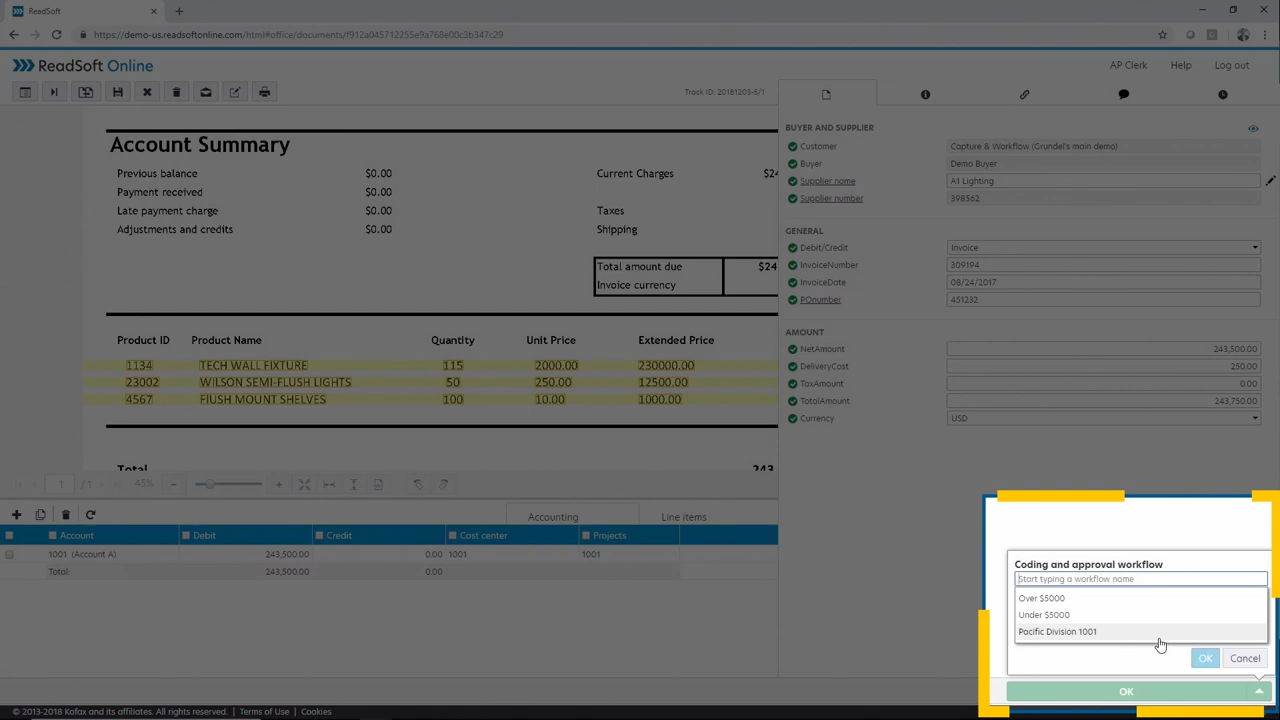 ReadSoft
https://demo-us.readsoftonline.com/html#office/documents/f912a045712255e9a768e00c3b347c29
ReadSoft Online
AP Clerk Help Log out
Track ID: 20181203-5/1
Account Summary
Previous balance $0.00 Current Charges $24
Payment received $0.00
Late payment charge $0.00 Taxes
Adjustments and credits $0.00 Shipping
Total amount due $24
Invoice currency
Product ID Product Name Quantity Unit Price Extended Price
1134 TECH WALL FIXTURE 115 2000.00 230000.00
23002 WILSON SEMI-FLUSH LIGHTS 50 250.00 12500.00
4567 FIUSH MOUNT SHELVES 100 10.00 1000.00
Total 243
1 / 1 45%
Accounting Line items
Account Debit Credit Cost center Projects
1001 (Account A) 243,500.00 0.00 1001 1001
Total: 243,500.00 0.00
BUYER AND SUPPLIER
Customer Capture & Workflow (Grundel's main demo)
Buyer Demo Buyer
Supplier name A1 Lighting
Supplier number 398562
GENERAL
Debit/Credit Invoice
InvoiceNumber 309194
InvoiceDate 08/24/2017
POnumber 451232
AMOUNT
NetAmount 243,500.00
DeliveryCost 250.00
TaxAmount 0.00
TotalAmount 243,750.00
Currency USD
Coding and approval workflow
Start typing a workflow name
Over $5000
Under $5000
Pacific Division 1001
OK Cancel
OK
© 2013-2018 Kofax and its affiliates. All rights reserved. | Terms of Use | Cookies